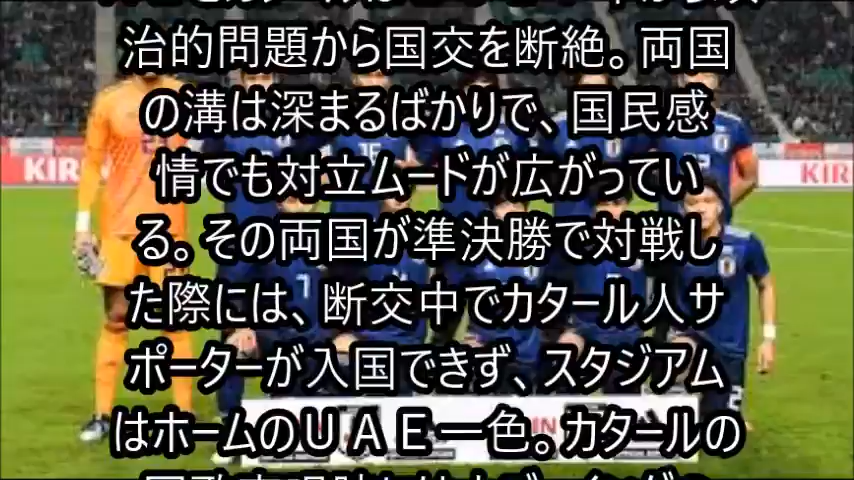 治的問題から国交を断絶。両国
の溝は深まるばかりで、国民感
情でも対立ムードが広がってい
る。その両国が準決勝で対戦し
た際には、断交中でカタール人サ
ポーターが入国できず、スタジアム
はホームのＵＡＥ一色。カタールの
KIRI
KIR